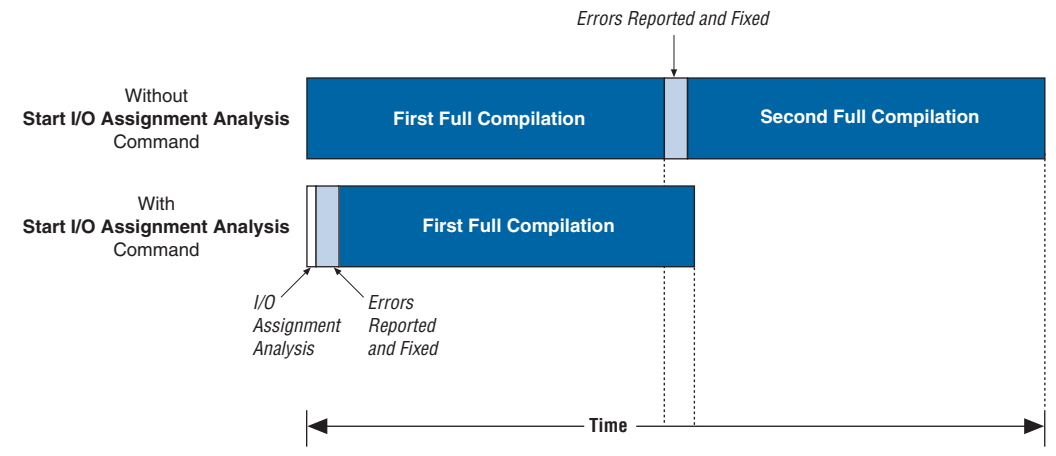 Errors Reported and Fixed
Without
Start I/O Assignment Analysis
Command
First Full Compilation
Second Full Compilation
With
Start I/O Assignment Analysis
Command
First Full Compilation
I/O
Assignment
Analysis
Errors
Reported
and Fixed
Time